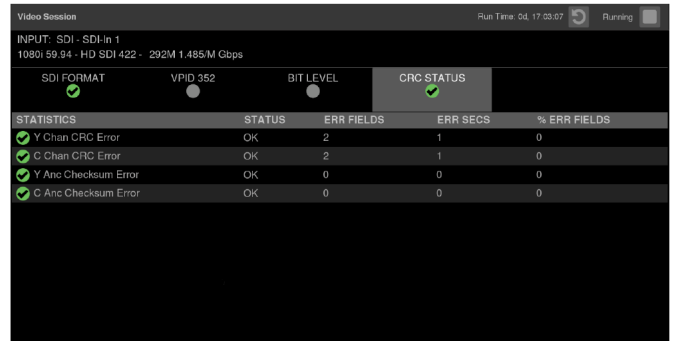 Video Session Run Time: 0d, 17:03:07 Running
INPUT: SDI - SDI-In 1
1080i 59.94 - HD SDI 422 - 292M 1.485/M Gbps
SDI FORMAT VPID 352 BIT LEVEL CRC STATUS
STATISTICS STATUS ERR FIELDS ERR SECS % ERR FIELDS
Y Chan CRC Error OK 2 1 0
C Chan CRC Error OK 2 1 0
Y Anc Checksum Error OK 0 0 0
C Anc Checksum Error OK 0 0 0